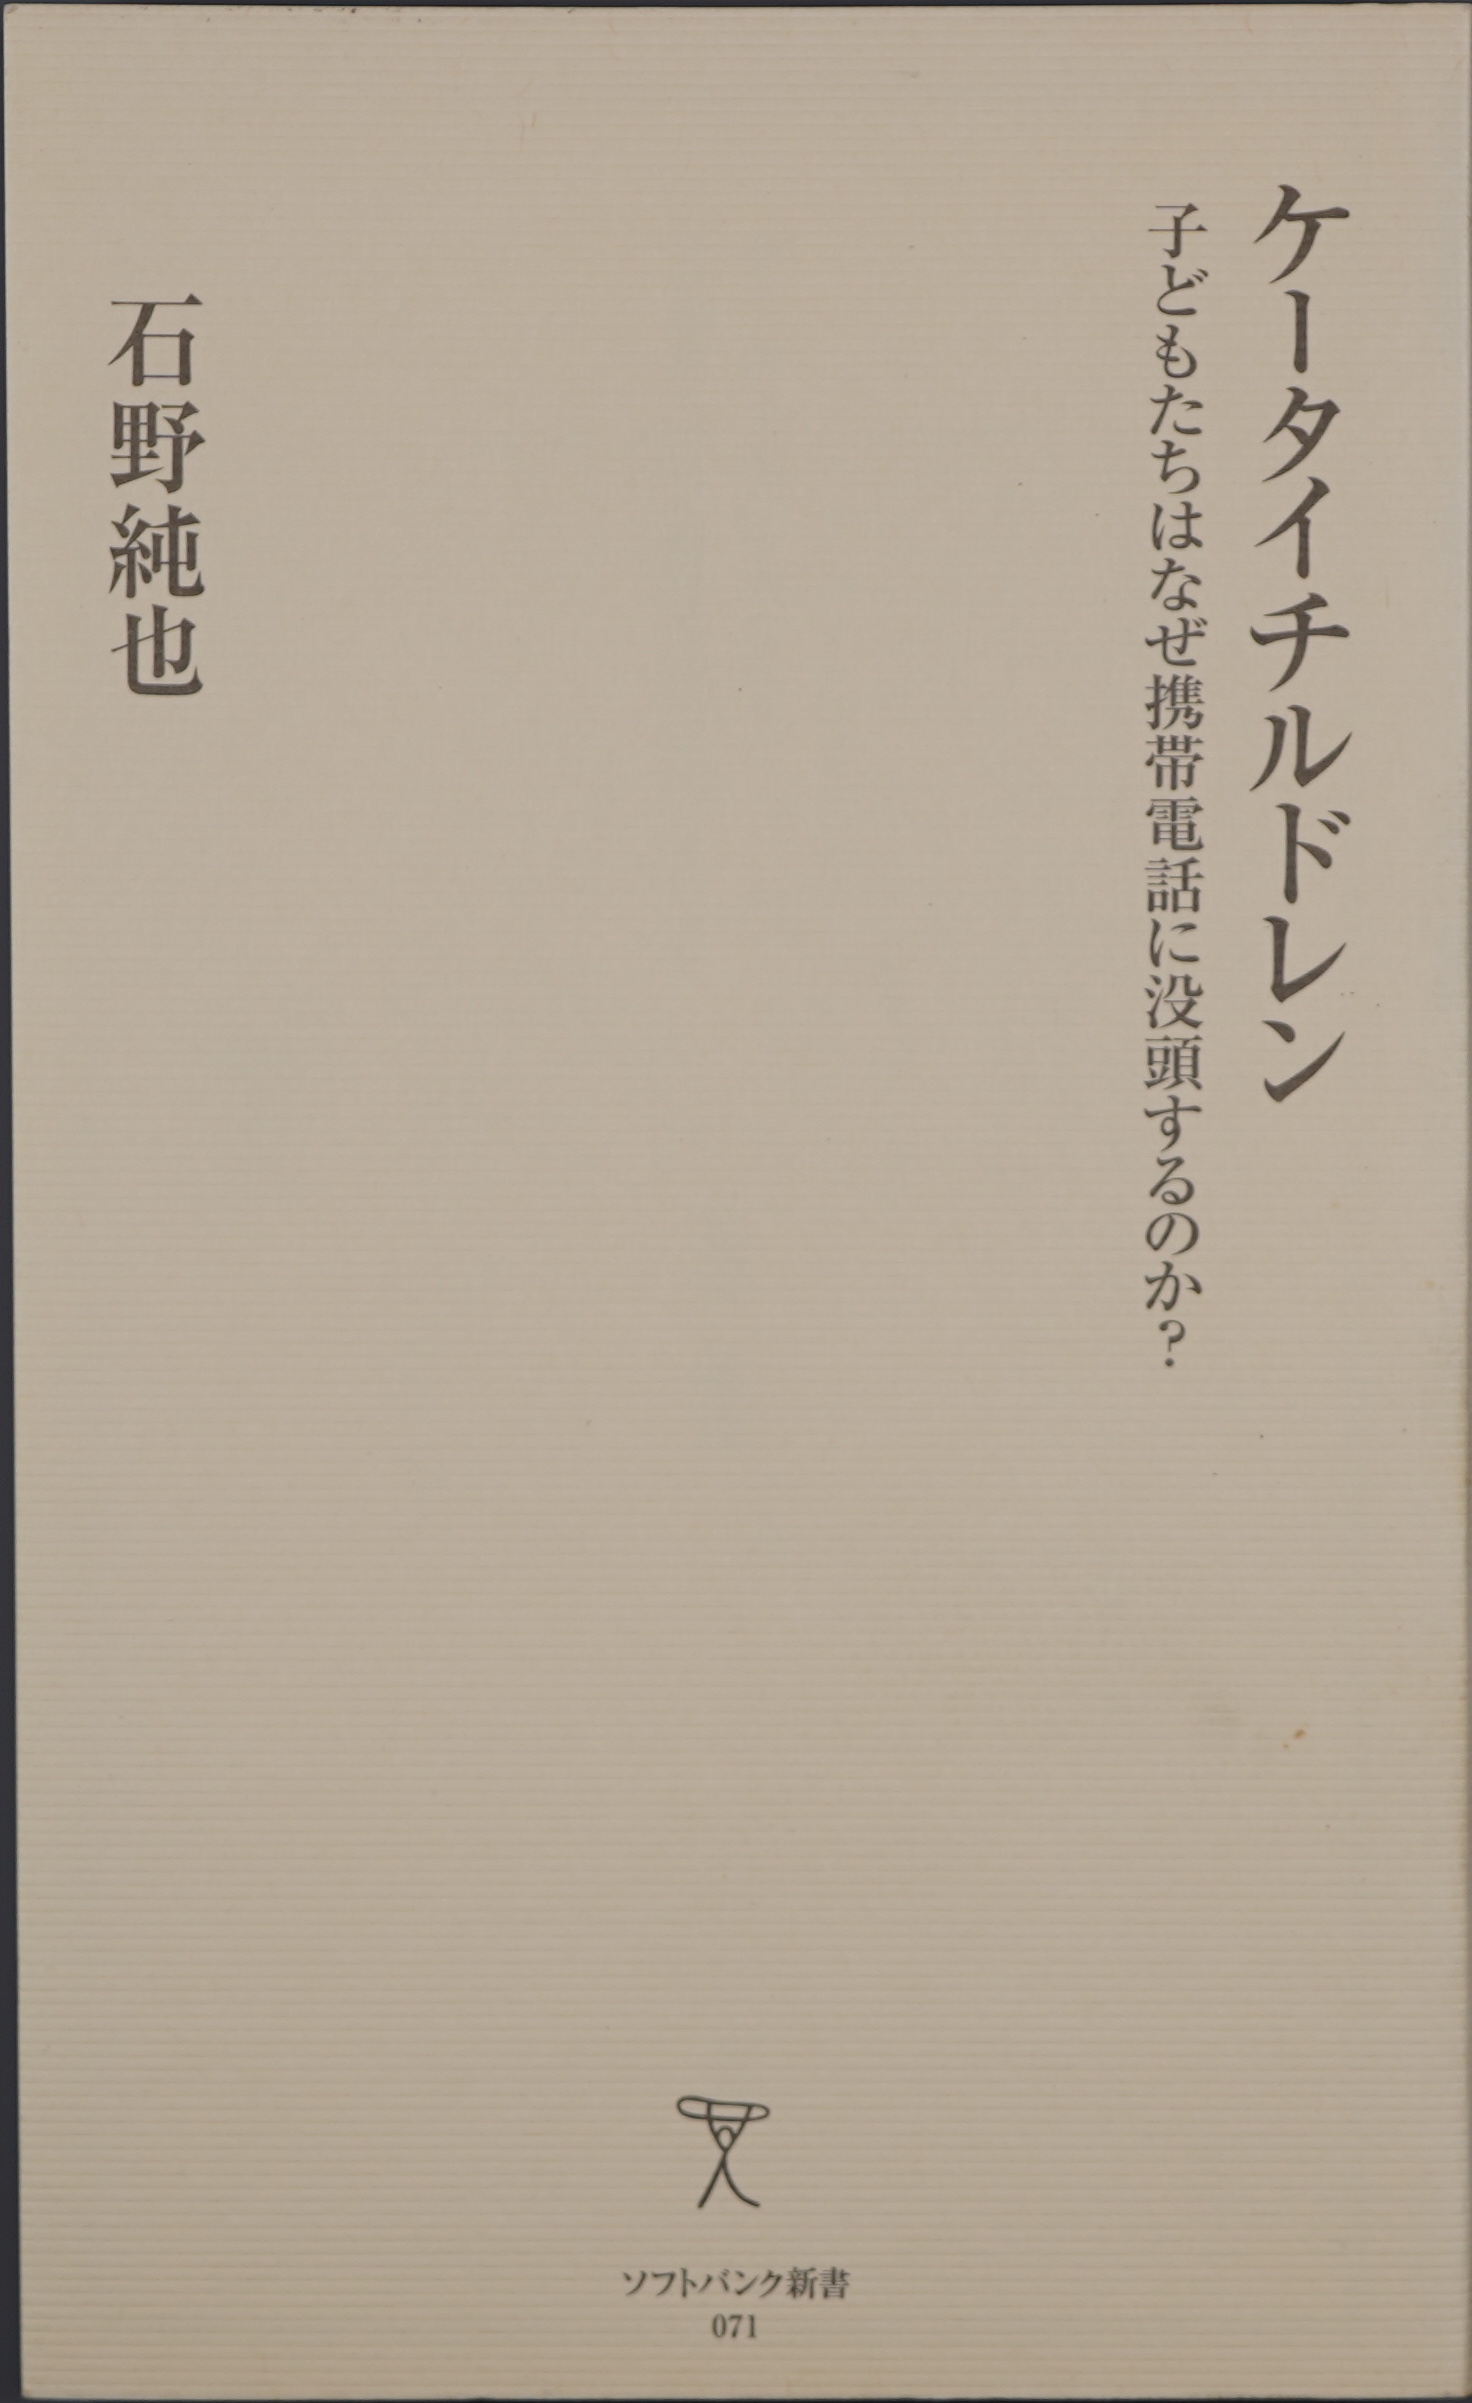 ケータイチルドレン
子どもたちはなぜ携帯電話に没頭するのか？
石野純也
ソフトバンク新書
071